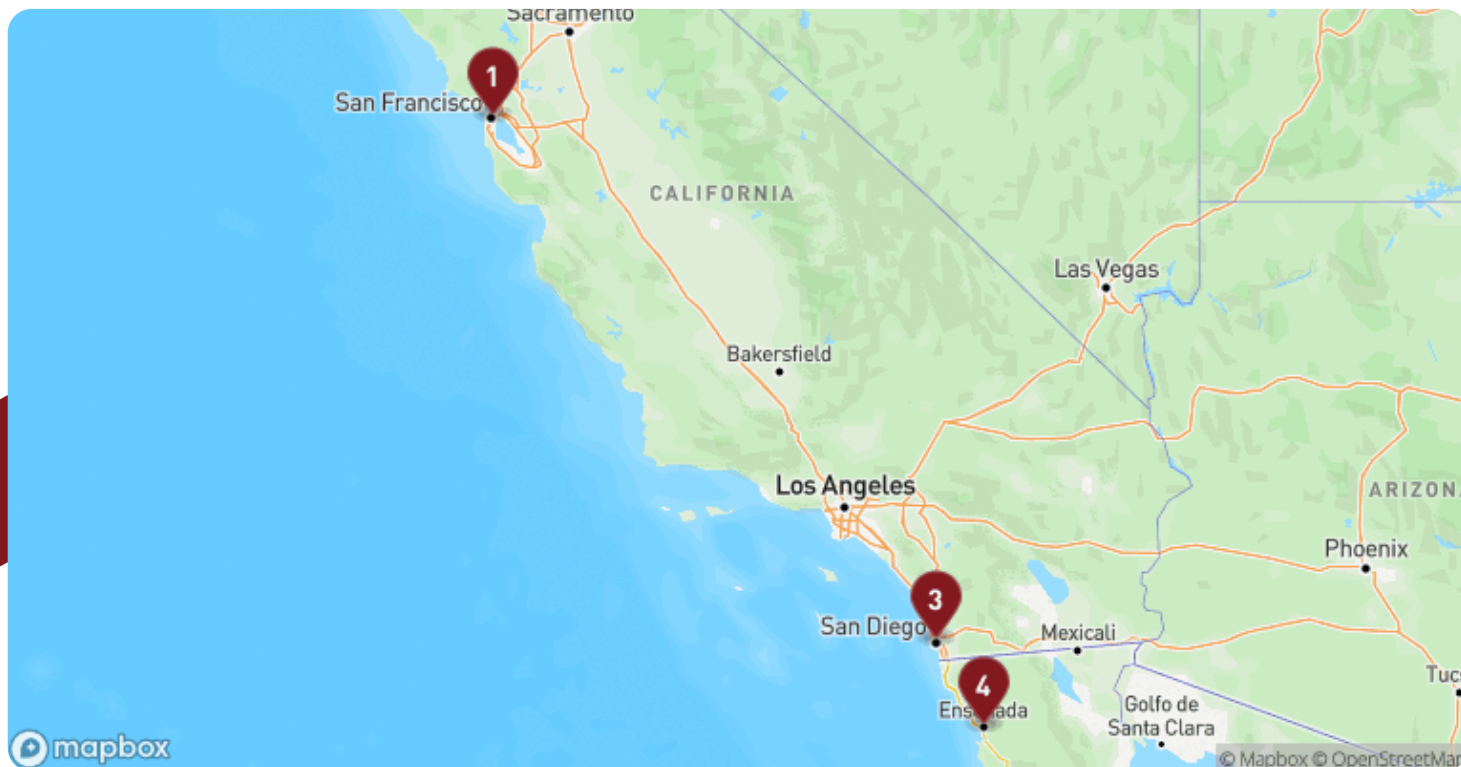 Sacramento
1
San Francisco
CALIFORNIA
Las Vegas
Bakersfield
Los Angeles
ARIZONA
Phoenix
3
San Diego
Mexicali
4
Ensenada
Tucs
Golfo de
Santa Clara
mapbox
© Mapbox © OpenStreetMap